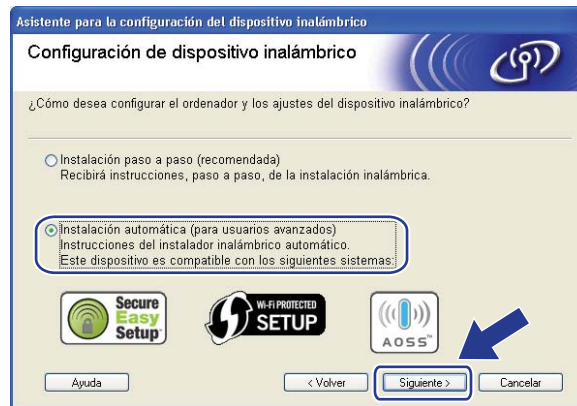 Asistente para la configuración del dispositivo inalámbrico
Configuración de dispositivo inalámbrico
¿Cómo desea configurar el ordenador y los ajustes del dispositivo inalámbrico?
Instalación paso a paso (recomendada)
Recibirá instrucciones, paso a paso, de la instalación inalámbrica.
Instalación automática (para usuarios avanzados)
Instrucciones del instalador inalámbrico automático.
Este dispositivo es compatible con los siguientes sistemas:
Secure
Easy
Setup
Wi-Fi PROTECTED
SETUP
AOSS™
Ayuda
< Volver
Siguiente >
Cancelar